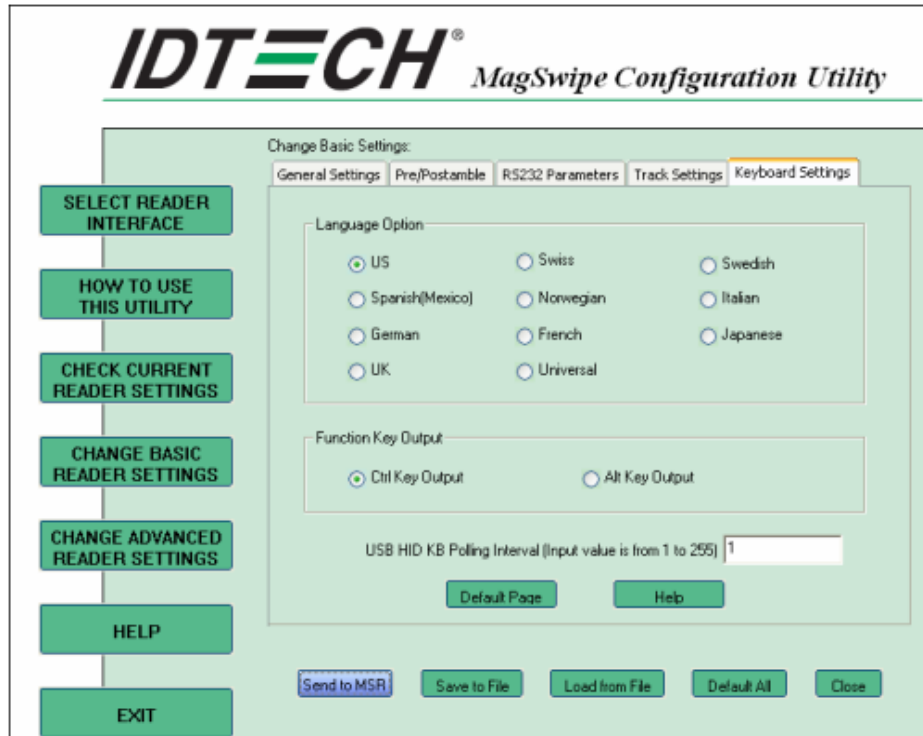 IDTECH®
MagSwipe Configuration Utility
Change Basic Settings:
General Settings Pre/Postamble RS232 Parameters Track Settings Keyboard Settings
SELECT READER
INTERFACE
HOW TO USE
THIS UTILITY
CHECK CURRENT
READER SETTINGS
CHANGE BASIC
READER SETTINGS
CHANGE ADVANCED
READER SETTINGS
HELP
EXIT
Language Option
US Swiss Swedish
Spanish(Mexico) Norwegian Italian
German French Japanese
UK Universal
Function Key Output
Ctrl Key Output Alt Key Output
USB HID KB Polling Interval (Input value is from 1 to 255) 1
Default Page Help
Send to MSR Save to File Load from File Default All Close